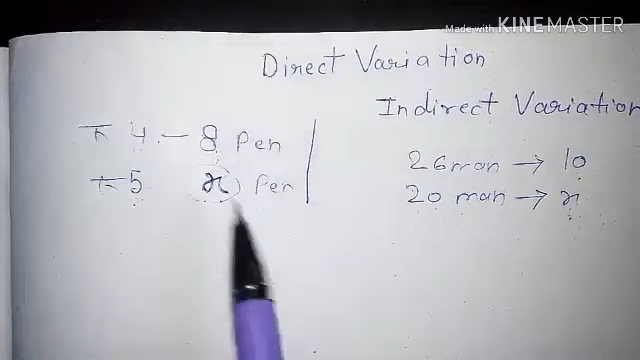 Made with KINEMASTER
Direct Variation
Indirect Variation
4 - 8 Pen
5 x Pen
26 man → 10
20 man → x